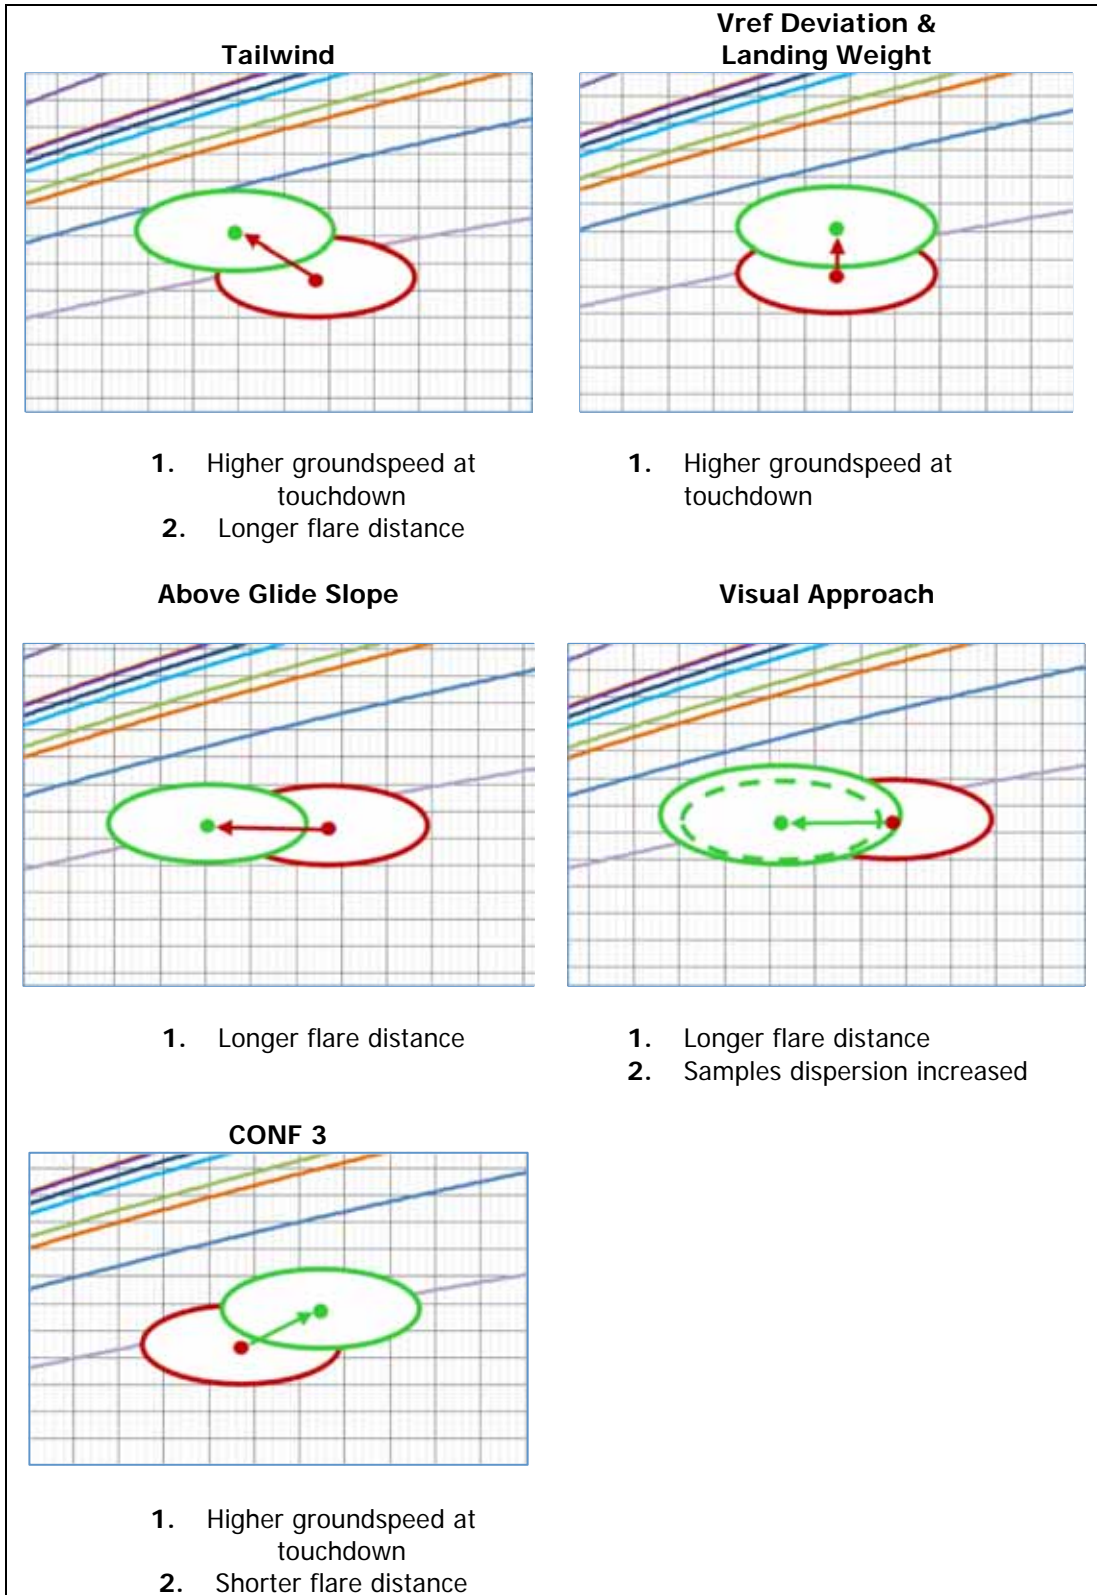 Tailwind
Vref Deviation &
Landing Weight
1. Higher groundspeed at
touchdown
2. Longer flare distance
1. Higher groundspeed at
touchdown
Above Glide Slope
Visual Approach
1. Longer flare distance
1. Longer flare distance
2. Samples dispersion increased
CONF 3
1. Higher groundspeed at
touchdown
2. Shorter flare distance